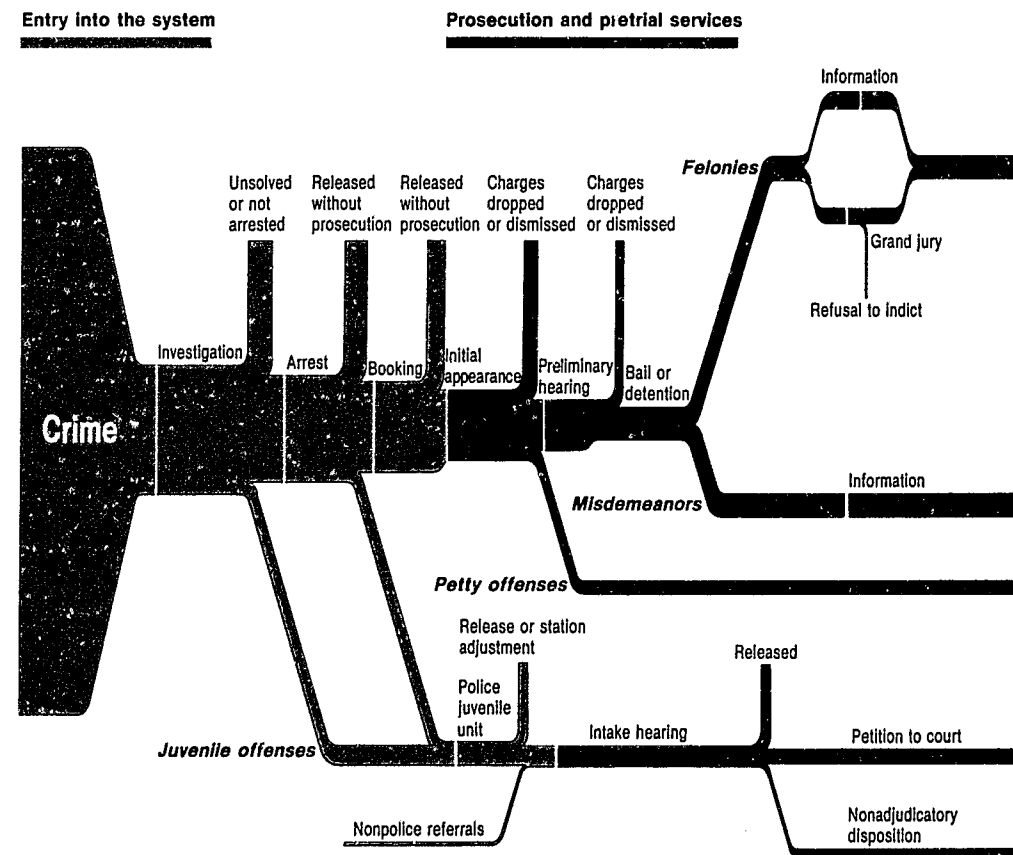 Entry into the system
Prosecution and pretrial services
Information
Felonies
Unsolved
or not
arrested
Released
without
prosecution
Released
without
prosecution
Charges
dropped
or dismissed
Charges
dropped
or dismissed
Grand jury
Refusal to indict
Investigation
Arrest
Booking
Initial
appearance
Preliminary
hearing
Bail or
detention
Crime
Information
Misdemeanors
Petty offenses
Release or station
adjustment
Released
Police
juvenile
unit
Intake hearing
Petition to court
Juvenile offenses
Nonpolice referrals
Nonadjudicatory
disposition